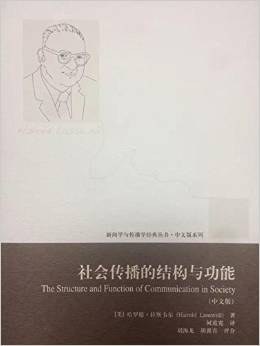 HAROLD LASSWELL
新闻学与传播学经典丛书·中文版系列
社会传播的结构与功能
The Structure and Function of Communication in Society
(中文版)
[美] 哈罗德·拉斯韦尔 (Harold Lasswell) 著
何道宽 译